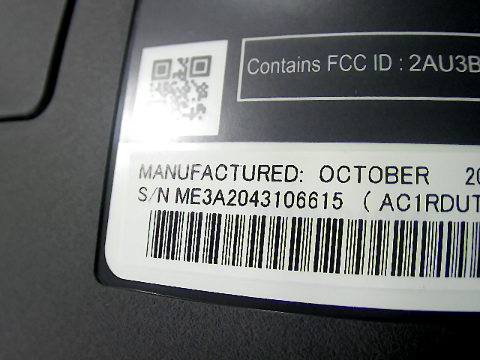 Contains FCC ID : 2AU3B
MANUFACTURED: OCTOBER 20
S/N ME3A2043106615 ( AC1RDUT